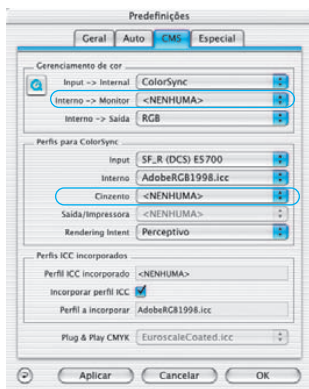 Predefinições
Geral Auto CMS Especial
Gerenciamento de cor
Input -> Internal ColorSync
Interno -> Monitor <NENHUMA>
Interno -> Saída RGB
Perfis para ColorSync
Input SF_R (DCS) E5700
Interno AdobeRGB1998.icc
Cinzento <NENHUMA>
Saída/Impressora <NENHUMA>
Rendering Intent Perceptivo
Perfis ICC incorporados
Perfil ICC incorporado <NENHUMA>
Incorporar perfil ICC
Perfil a incorporar AdobeRGB1998.icc
Plug & Play CMYK EuroscaleCoated.icc
Aplicar Cancelar OK